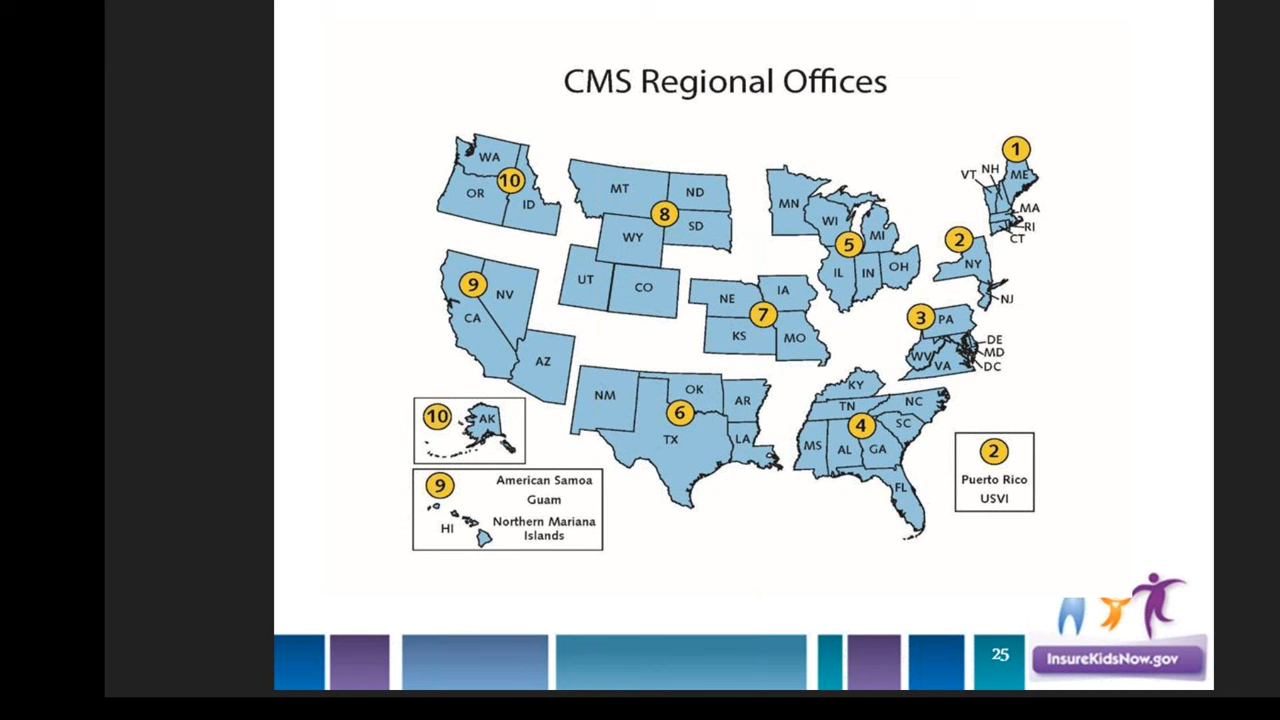 CMS Regional Offices
1
WA
NH
VT
ME
10
MT
ND
OR
ID
8
MN
MA
SD
WI
RI
WY
MI
CT
5
2
NY
UT
IL
IN
OH
9
CO
NV
NE
IA
NJ
CA
7
3
PA
KS
MO
DE
MD
WV
VA
DC
AZ
KY
NM
OK
AR
TN
NC
6
4
SC
TX
LA
MS
AL
GA
FL
10
AK
2
Puerto Rico
USVI
9
American Samoa
Guam
HI
Northern Mariana
Islands
25
InsureKidsNow.gov